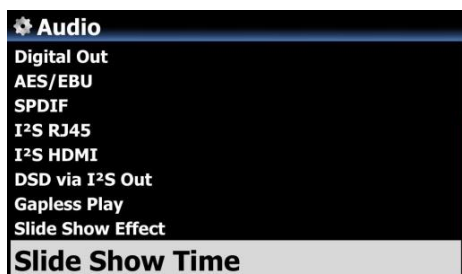 Audio
Digital Out
AES/EBU
SPDIF
I²S RJ45
I²S HDMI
DSD via I²S Out
Gapless Play
Slide Show Effect
Slide Show Time